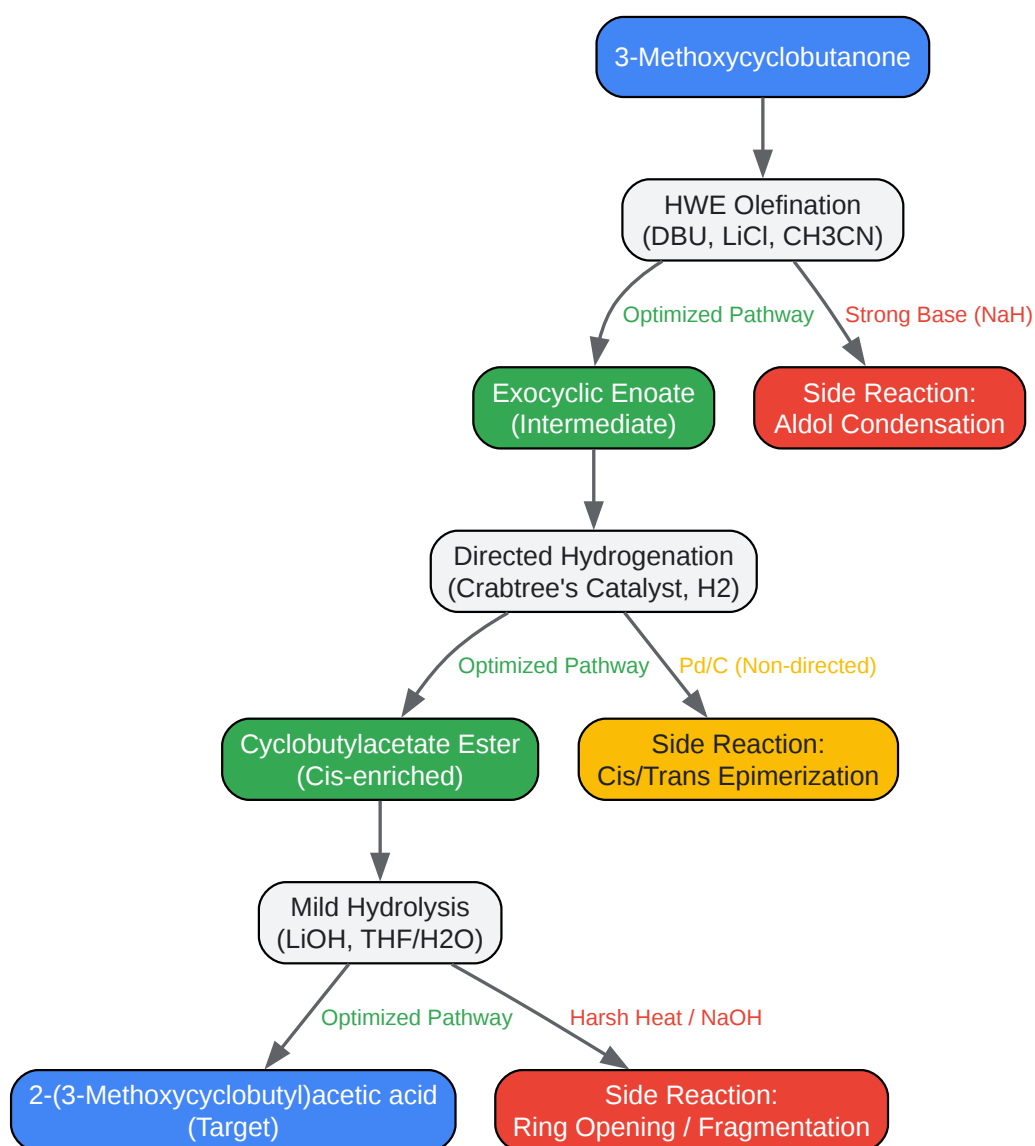 3-Methoxycyclobutanone
HWE Olefination
(DBU, LiCl, CH3CN)
Optimized Pathway
Strong Base (NaH)
Exocyclic Enoate
(Intermediate)
Side Reaction:
Aldol Condensation
Directed Hydrogenation
(Crabtree's Catalyst, H2)
Optimized Pathway
Pd/C (Non-directed)
Cyclobutylacetate Ester
(Cis-enriched)
Side Reaction:
Cis/Trans Epimerization
Mild Hydrolysis
(LiOH, THF/H2O)
Optimized Pathway
Harsh Heat / NaOH
2-(3-Methoxycyclobutyl)acetic acid
(Target)
Side Reaction:
Ring Opening / Fragmentation